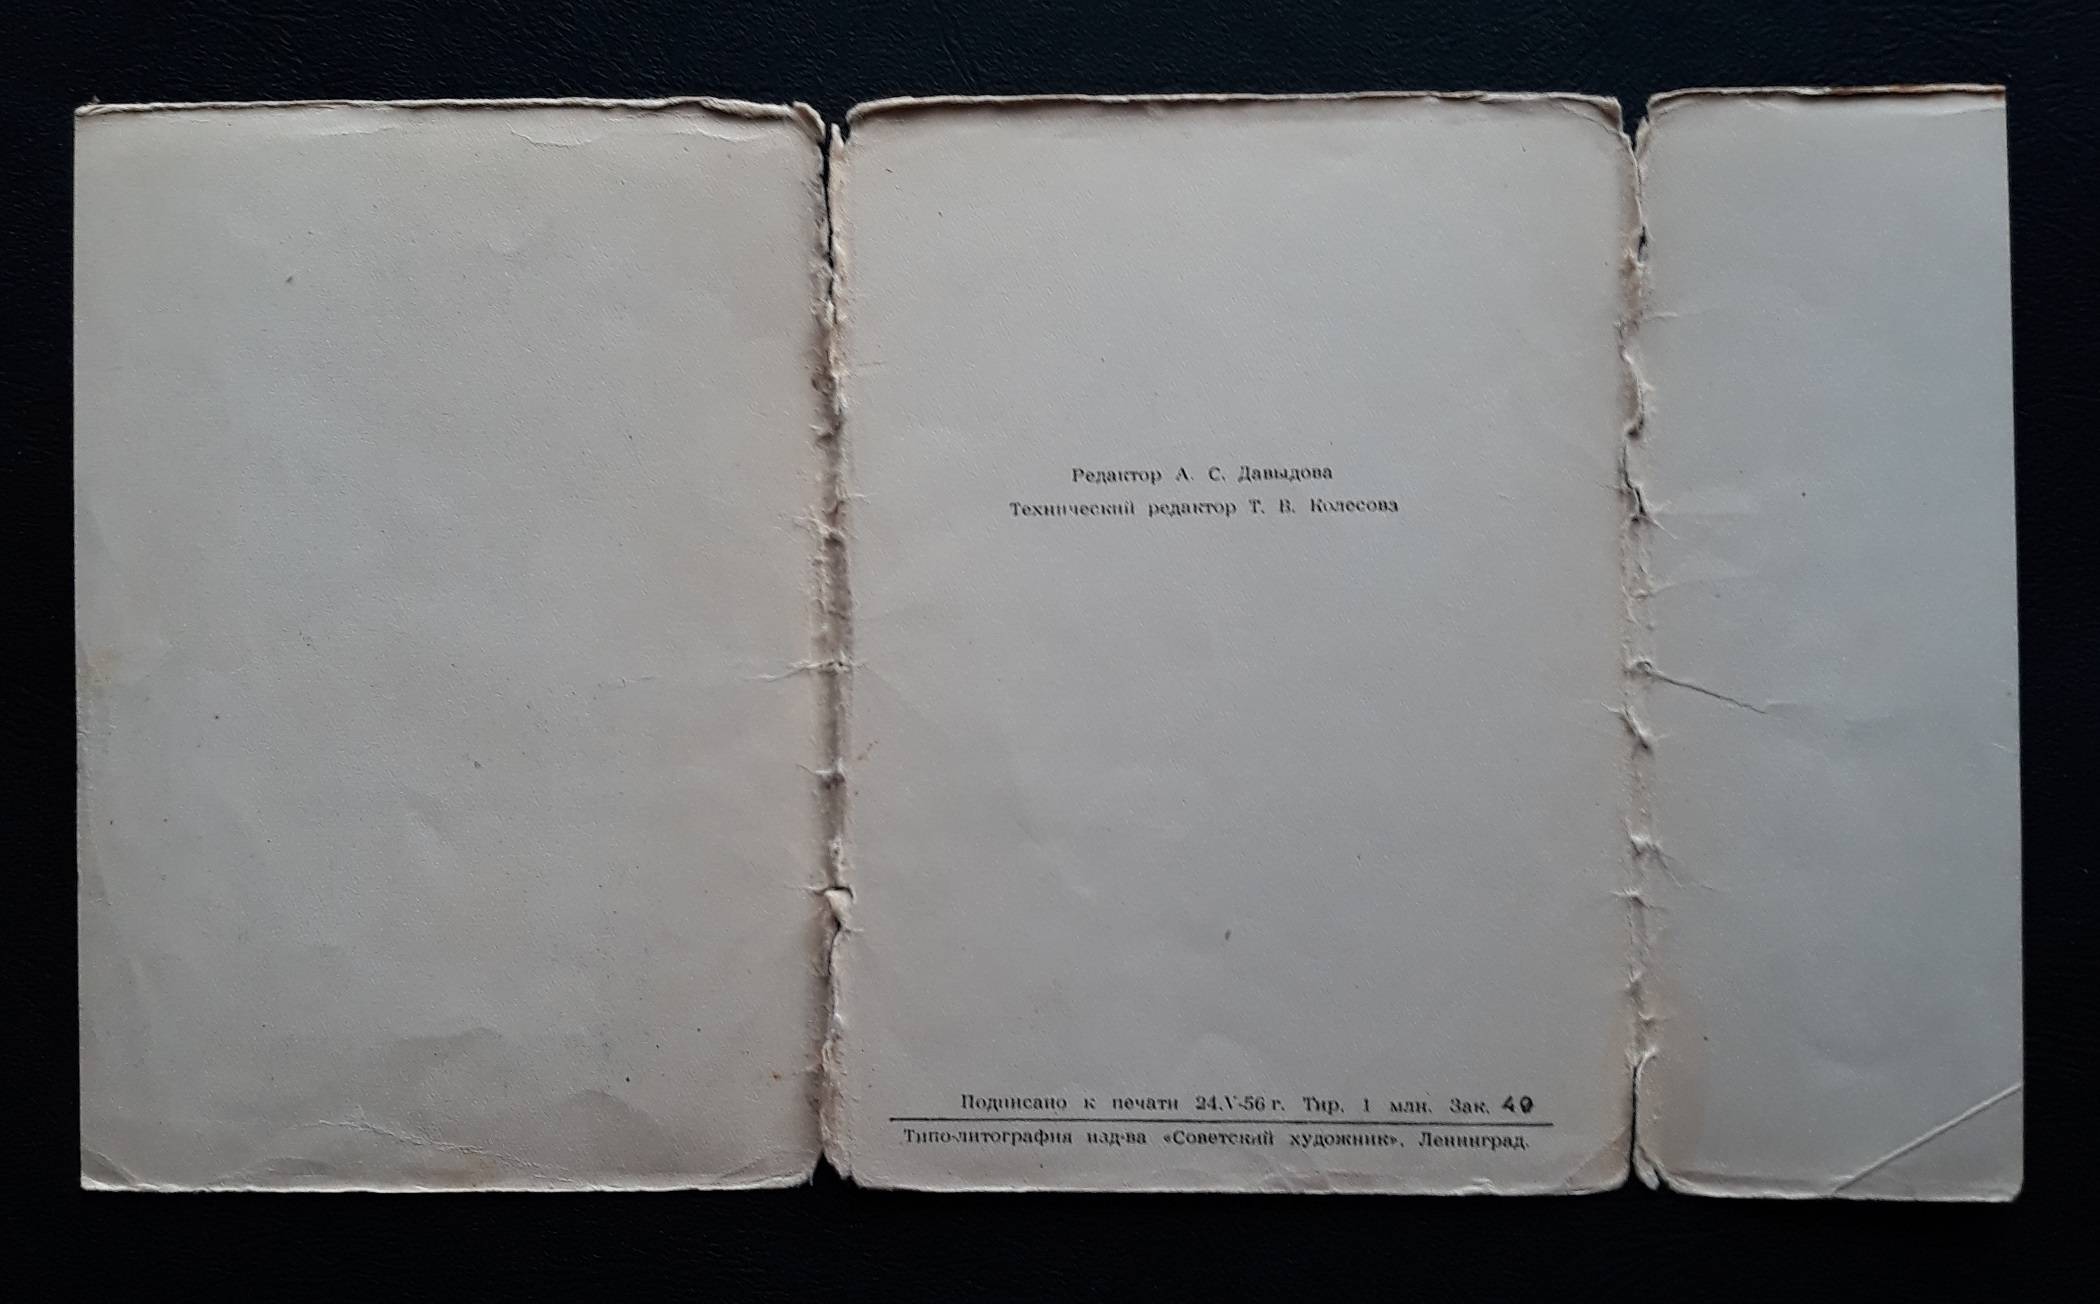 Редактор А. С. Давыдова
Технический редактор Т. В. Колесова
Подписано к печати 24.V-56 г. Тир. 1 млн. Зак. 40
Типо-литография изд-ва «Советский художник», Ленинград.